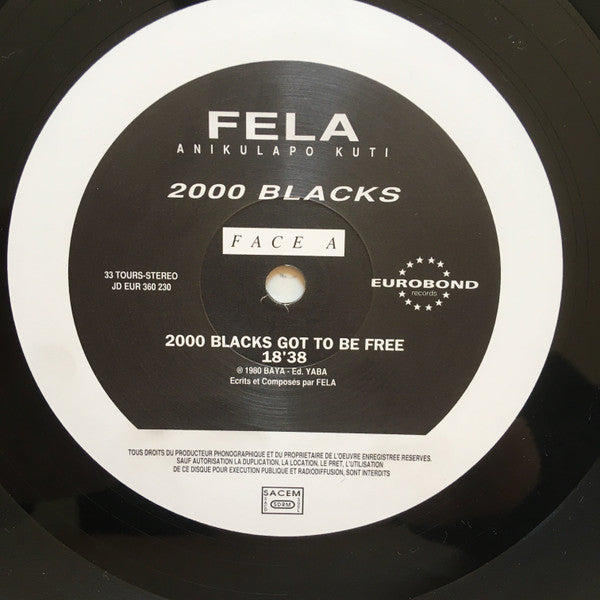 FELA
ANIKULAPO KUTI
2000 BLACKS
FACE A
33 TOURS-STEREO
JD EUR 360 230
EUROBOND
records
2000 BLACKS GOT TO BE FREE
18'38
℗ 1980 BAYA - Ed. YABA
Ecrits et Composés par FELA
TOUS DROITS DU PRODUCTEUR PHONOGRAPHIQUE ET DU PROPRIETAIRE DE L'OEUVRE ENREGISTREE RESERVES.
SAUF AUTORISATION LA DUPLICATION, LA LOCATION, LE PRET, L'UTILISATION
DE CE DISQUE POUR EXECUTION PUBLIQUE ET RADIODIFFUSION, SONT INTERDITS
SACEM
SDRM